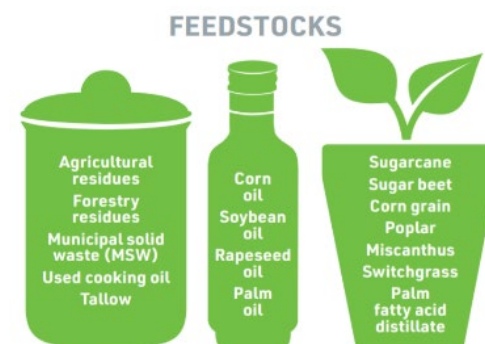 FEEDSTOCKS
Agricultural
residues
Forestry
residues
Municipal solid
waste (MSW)
Used cooking oil
Tallow
Corn
oil
Soybean
oil
Rapeseed
oil
Palm
oil
Sugarcane
Sugar beet
Corn grain
Poplar
Miscanthus
Switchgrass
Palm
fatty acid
distillate